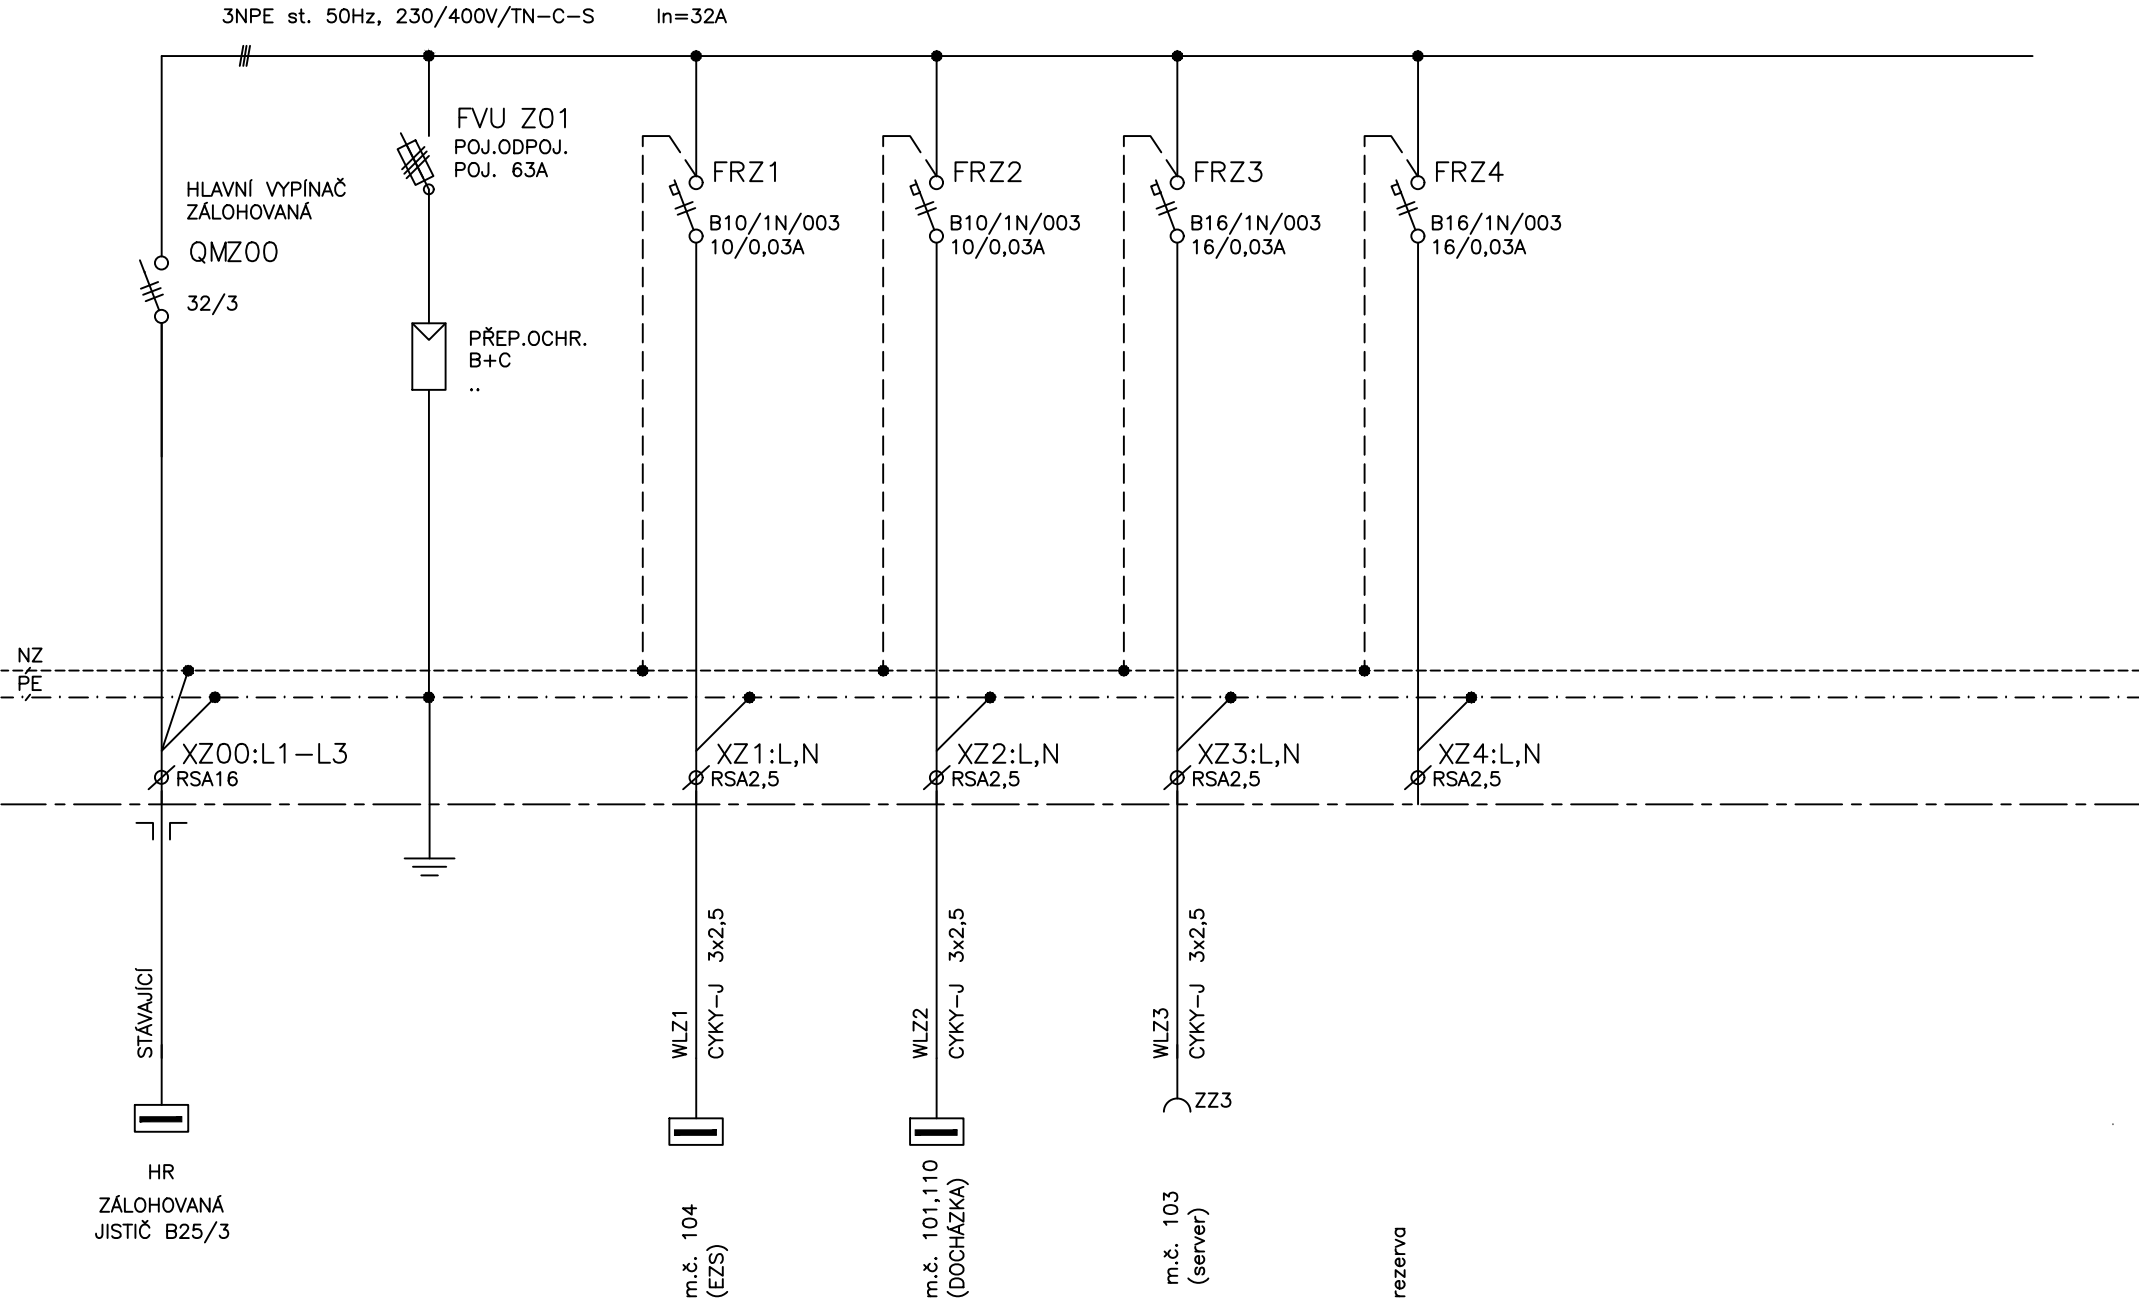 3NPE st. 50Hz, 230/400V/TN-C-S In=32A
HLAVNÍ VYPÍNAČ
ZÁLOHOVANÁ
QMZ00
32/3
FVU Z01
POJ.ODPOJ.
POJ. 63A
PŘEP.OCHR.
B+C
..
FRZ1
B10/1N/003
10/0,03A
FRZ2
B10/1N/003
10/0,03A
FRZ3
B16/1N/003
16/0,03A
FRZ4
B16/1N/003
16/0,03A
NZ
PE
XZ00:L1-L3
RSA16
XZ1:L,N
RSA2,5
XZ2:L,N
RSA2,5
XZ3:L,N
RSA2,5
XZ4:L,N
RSA2,5
STÁVAJÍCÍ
WLZ1
CYKY-J 3x2,5
WLZ2
CYKY-J 3x2,5
WLZ3
CYKY-J 3x2,5
ZZ3
HR
ZÁLOHOVANÁ
JISTIČ B25/3
m.č. 104
(EZS)
m.č. 101,110
(DOCHÁZKA)
m.č. 103
(server)
rezerva